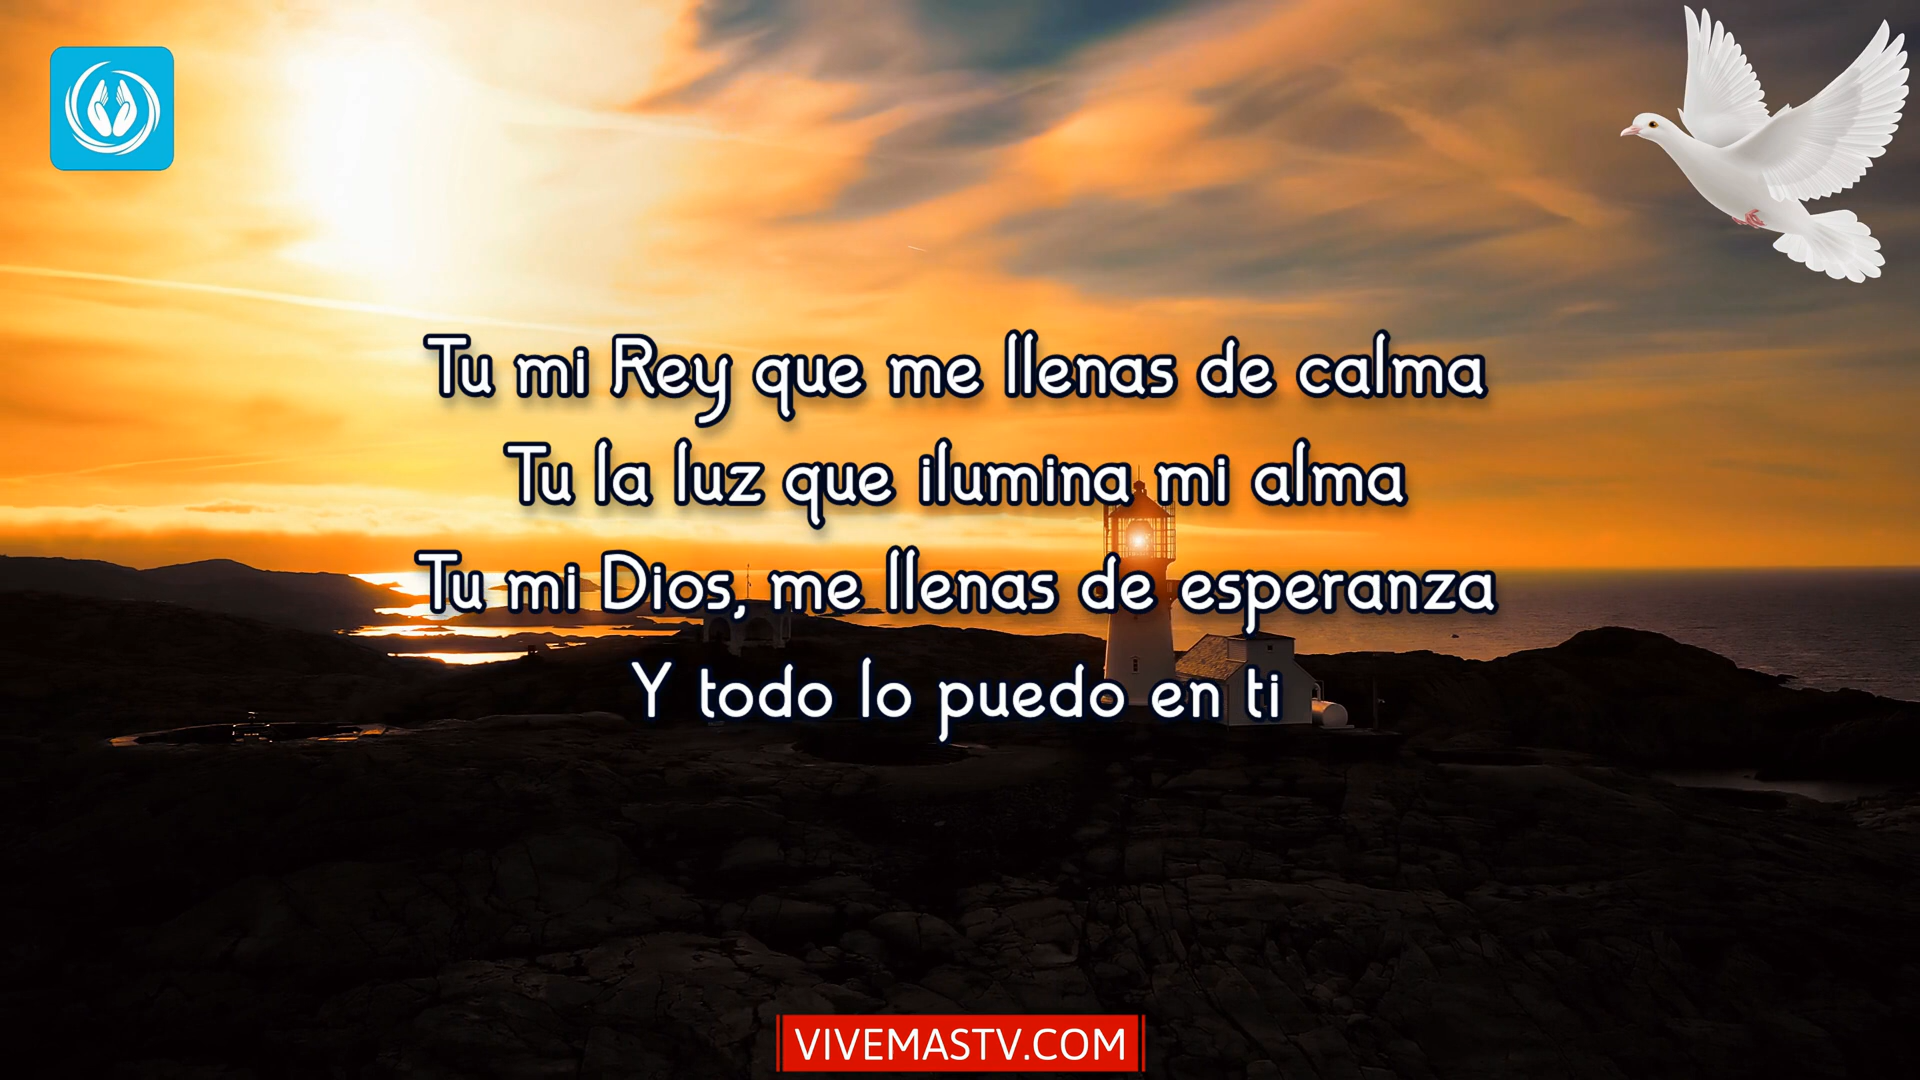 Tu mi Rey que me llenas de calma
Tu la luz que ilumina mi alma
Tu mi Dios, me llenas de esperanza
Y todo lo puedo en ti
VIVEMASTV.COM